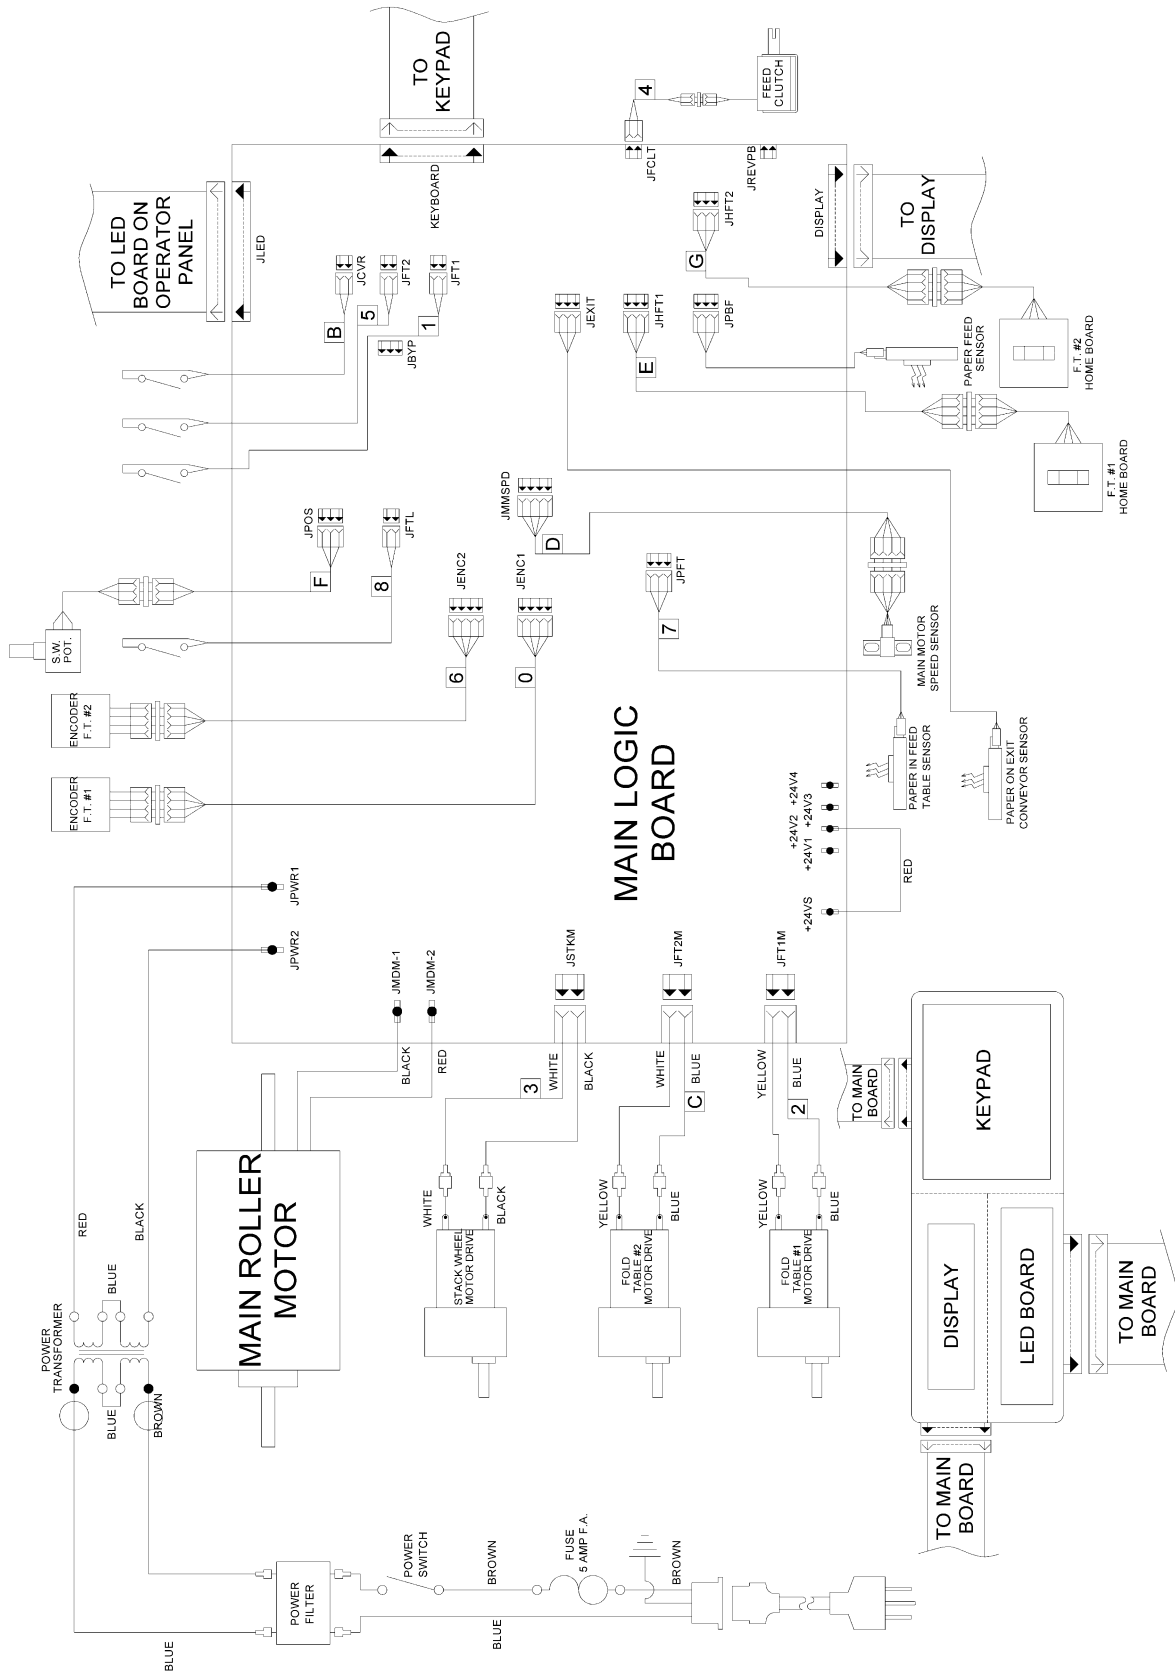 TO LED
BOARD ON
OPERATOR
PANEL
JLED
TO
KEYPAD
KEYBOARD
4
FEED
CLUTCH
JFCLT
JREVPB
DISPLAY
TO
DISPLAY
JCVR
JFT2
JFT1
B
5
1
JBYP
JHFT2
G
JEXIT
JHFT1
JPBF
E
PAPER FEED
SENSOR
F.T. #2
HOME BOARD
F.T. #1
HOME BOARD
S.W.
POT.
JPOS
JFTL
F
8
JMMSPD
D
JENC2
JENC1
6
0
JPFT
7
MAIN MOTOR
SPEED SENSOR
PAPER IN FEED
TABLE SENSOR
PAPER ON EXIT
CONVEYOR SENSOR
ENCODER
F.T. #2
ENCODER
F.T. #1
MAIN LOGIC
BOARD
+24V4
+24V3
+24V2
+24V1
+24VS
RED
JPWR1
JPWR2
JMDM-1
JMDM-2
BLACK
RED
JSTKM
JFT2M
JFT1M
WHITE
BLACK
3
WHITE
BLUE
C
YELLOW
BLUE
2
WHITE
BLACK
YELLOW
BLUE
YELLOW
BLUE
STACK WHEEL
MOTOR DRIVE
FOLD
TABLE #2
MOTOR DRIVE
FOLD
TABLE #1
MOTOR DRIVE
MAIN ROLLER
MOTOR
RED
BLACK
BLUE
POWER
TRANSFORMER
BLUE
BROWN
POWER
FILTER
BLUE
POWER
SWITCH
BROWN
FUSE
5 AMP F.A.
BROWN
BLUE
TO MAIN
BOARD
KEYPAD
DISPLAY
LED BOARD
TO MAIN
BOARD
TO MAIN
BOARD